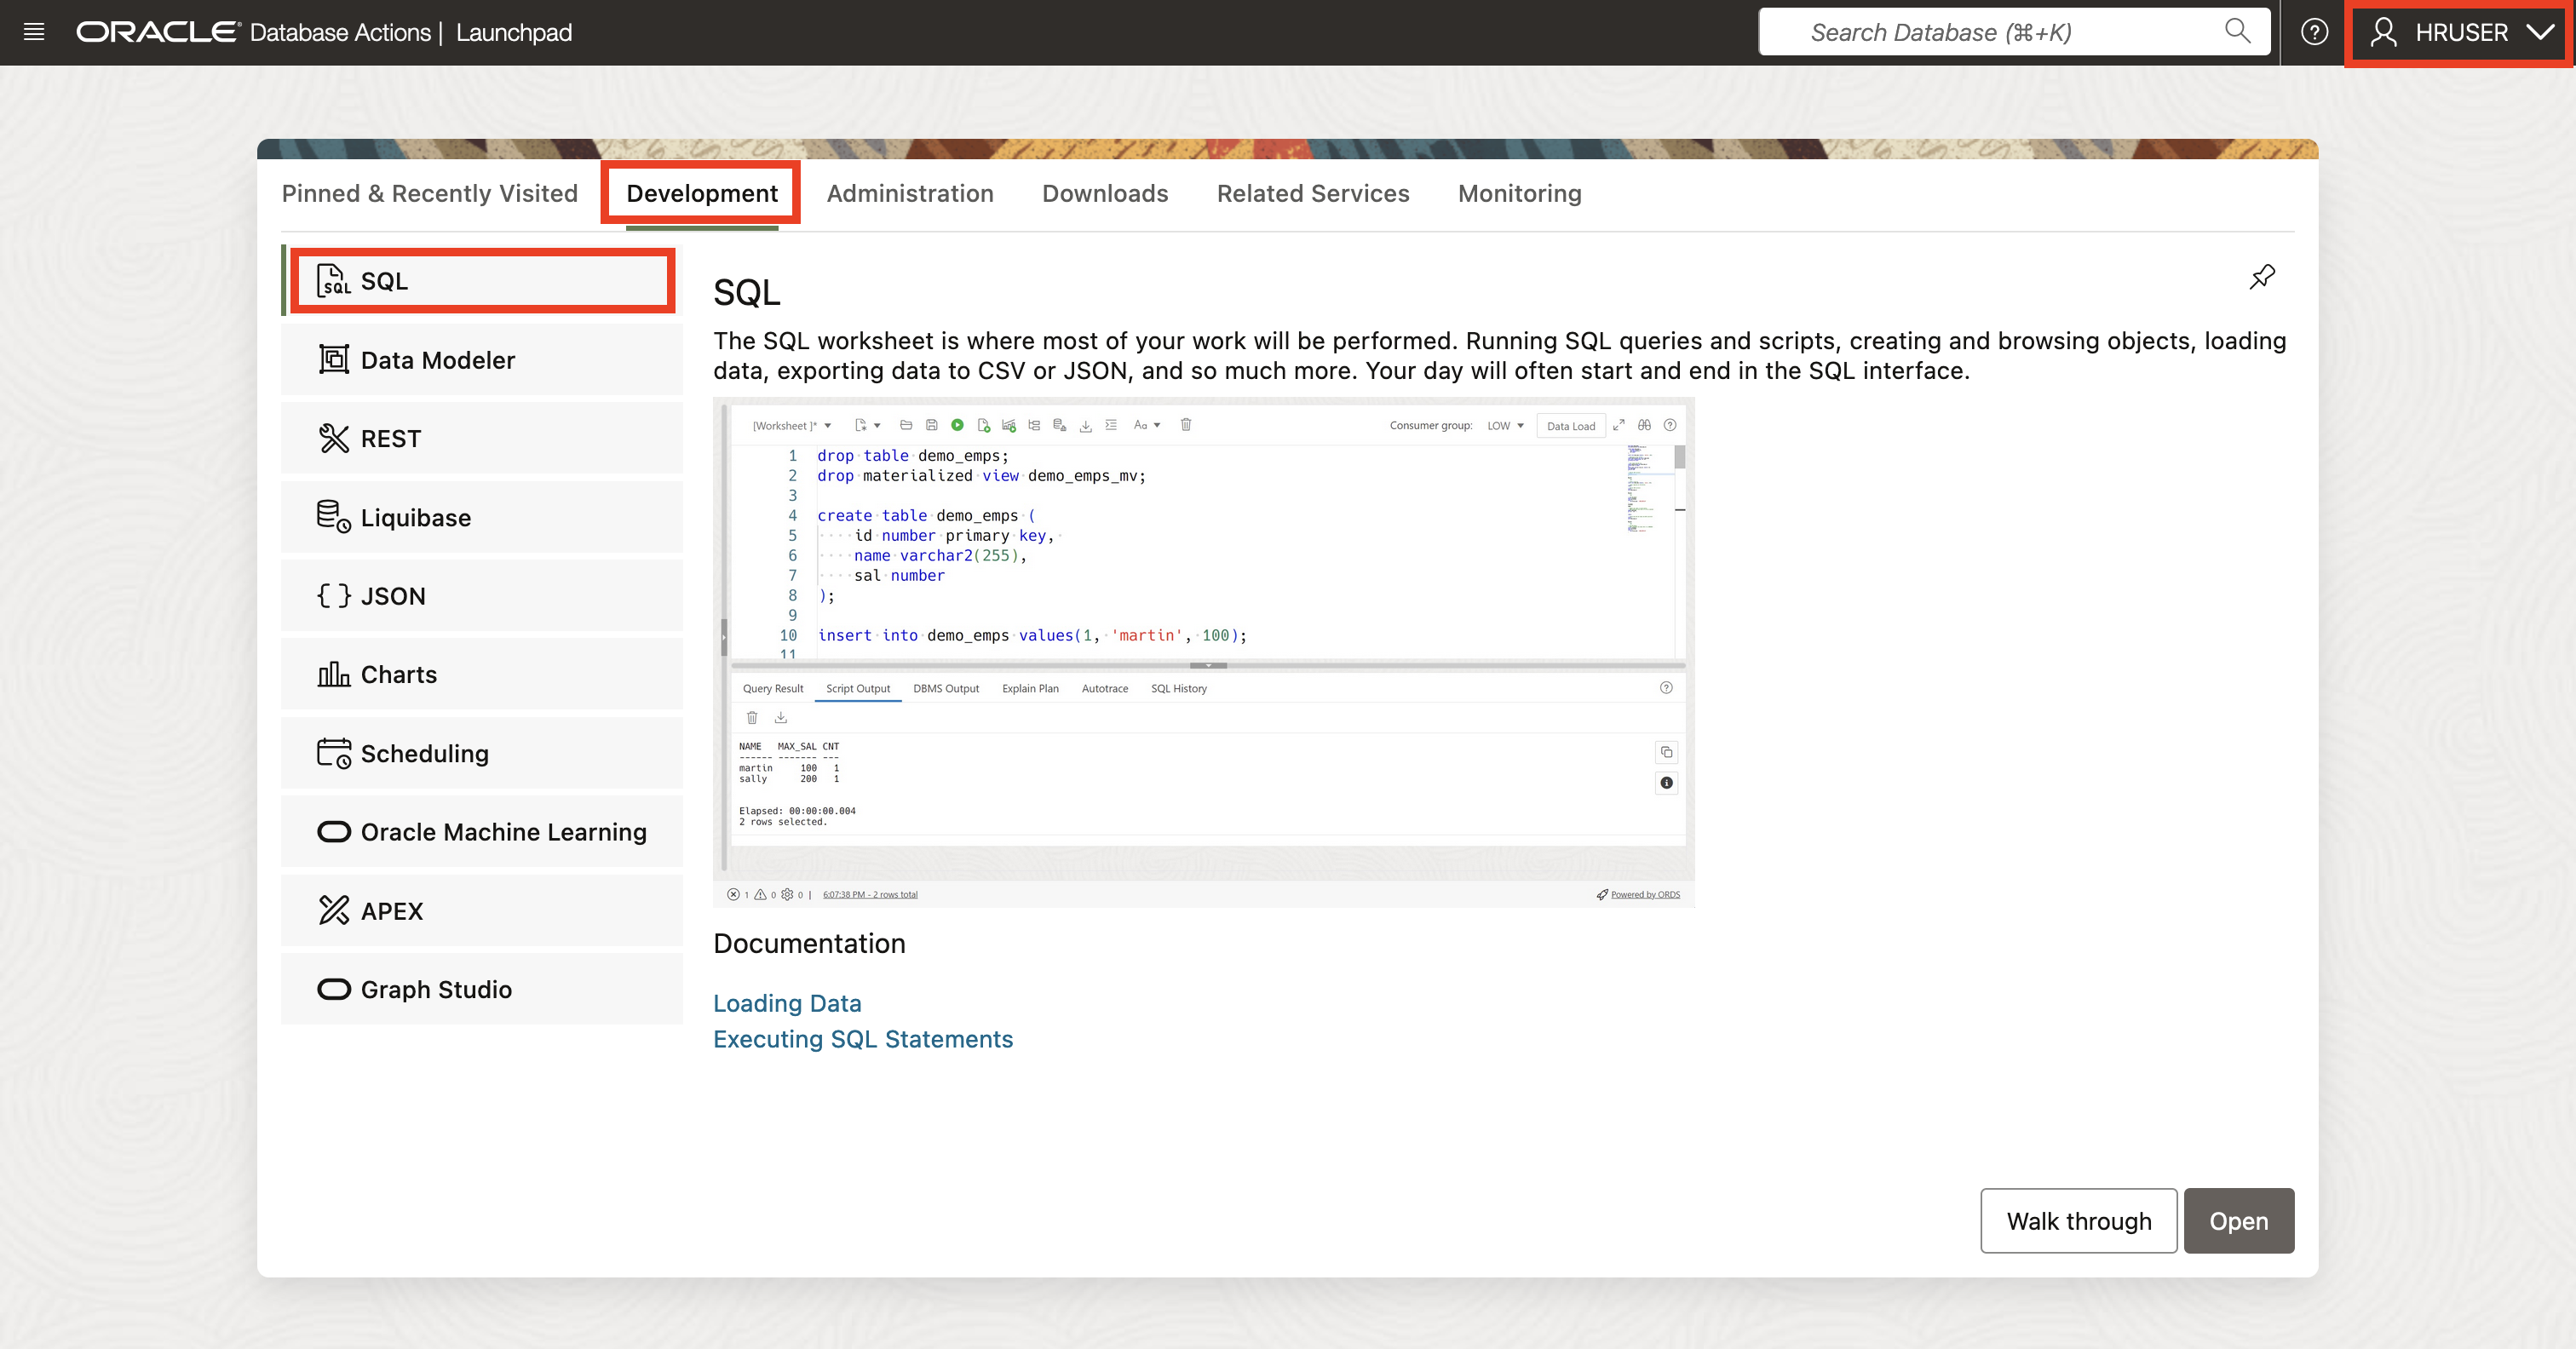 ORACLE Database Actions | Launchpad
Search Database (⌘+K)
HRUSER
Pinned & Recently Visited
Development
Administration
Downloads
Related Services
Monitoring
SQL
Data Modeler
REST
Liquibase
{ } JSON
Charts
Scheduling
Oracle Machine Learning
APEX
Graph Studio
SQL
The SQL worksheet is where most of your work will be performed. Running SQL queries and scripts, creating and browsing objects, loading
data, exporting data to CSV or JSON, and so much more. Your day will often start and end in the SQL interface.
[Worksheet ]*
Aa
Consumer group: LOW
Data Load
1 drop table demo_emps;
2 drop materialized view demo_emps_mv;
3
4 create table demo_emps (
5 id number primary key,
6 name varchar2(255),
7 sal number
8 );
9
10 insert into demo_emps values(1, 'martin', 100);
11
Query Result
Script Output
DBMS Output
Explain Plan
Autotrace
SQL History
NAME MAX_SAL CNT
------ ------- ---
martin 100 1
sally 200 1
Elapsed: 00:00:00.004
2 rows selected.
1 0 0 | 6:07:38 PM - 2 rows total
Powered by ORDS
Documentation
Loading Data
Executing SQL Statements
Walk through
Open